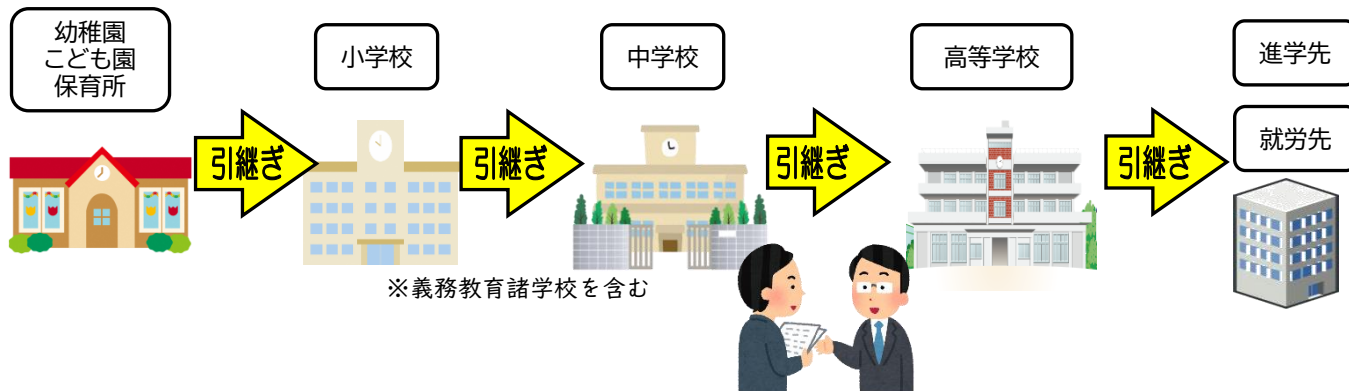 幼稚園
こども園
保育所
小学校
中学校
高等学校
進学先
就労先
引継ぎ
引継ぎ
引継ぎ
引継ぎ
※義務教育諸学校を含む